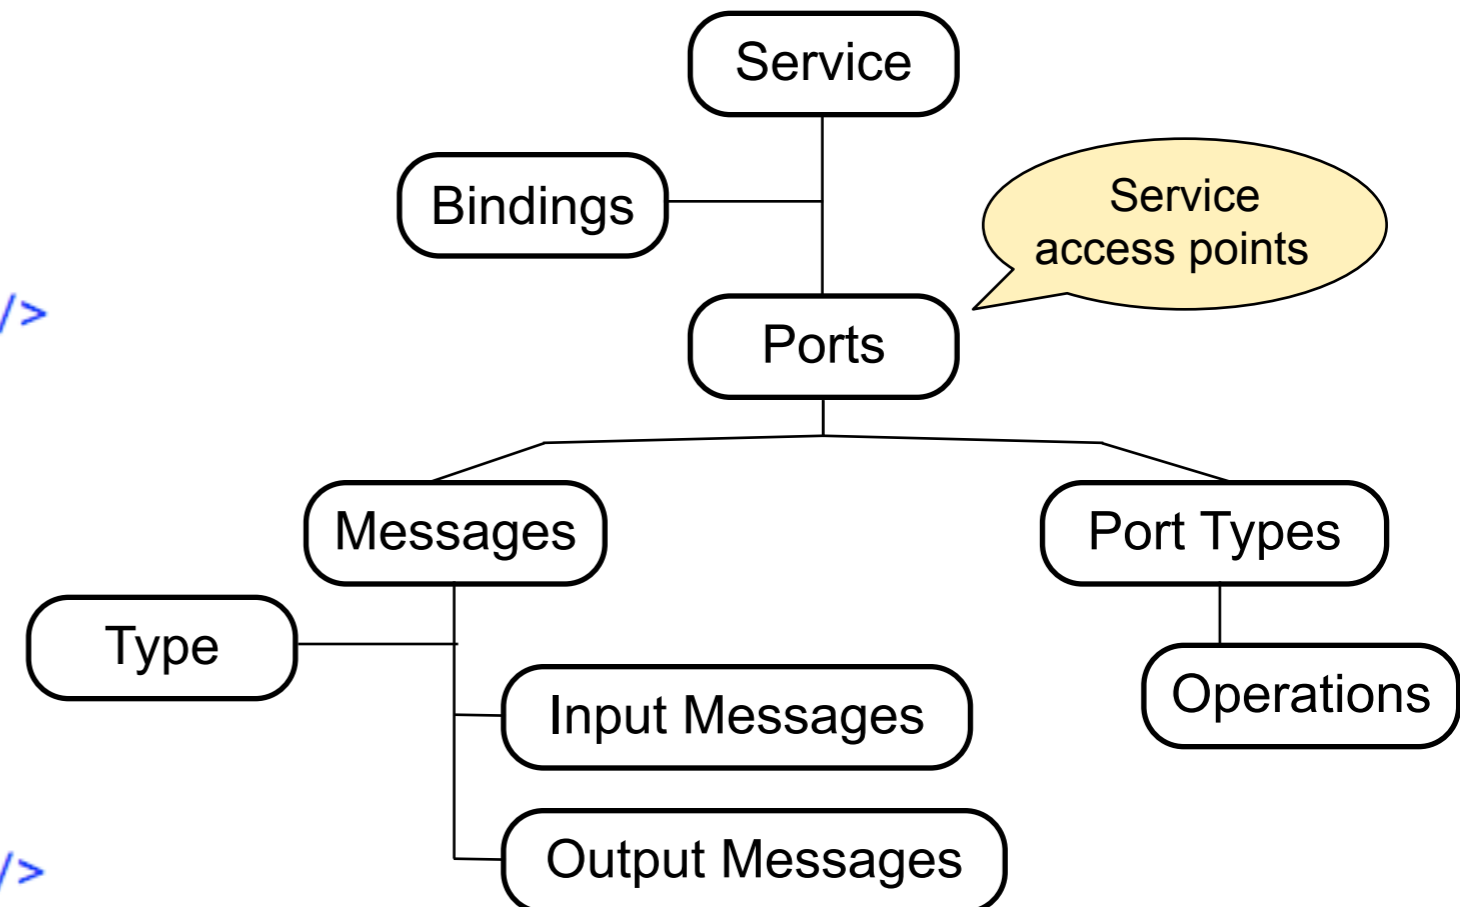 Service
Bindings
Service
access points
/>
Ports
Messages
Port Types
Type
Operations
Input Messages
Output Messages
/>